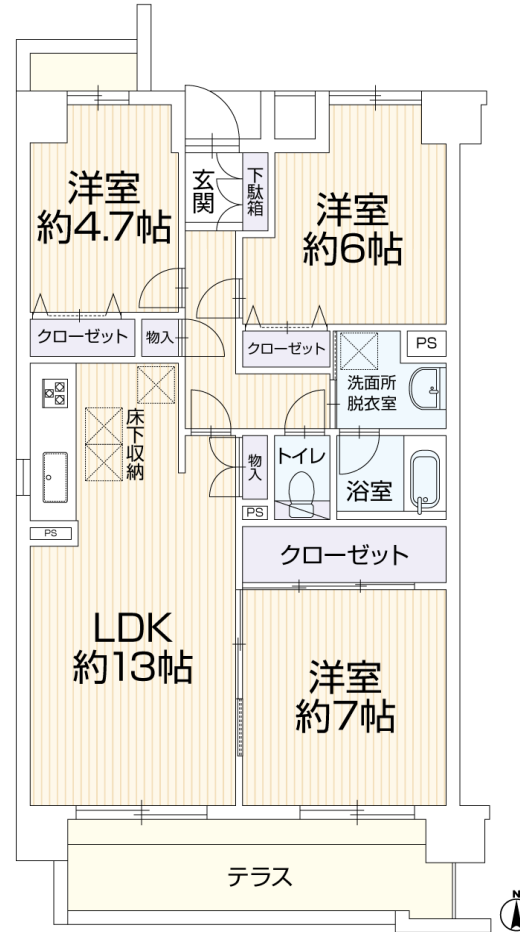 洋室
約4.7帖
玄関
下駄箱
洋室
約6帖
クローゼット
物入
クローゼット
PS
洗面所
脱衣室
床下収納
物入
トイレ
浴室
PS
PS
クローゼット
LDK
約13帖
洋室
約7帖
テラス
N